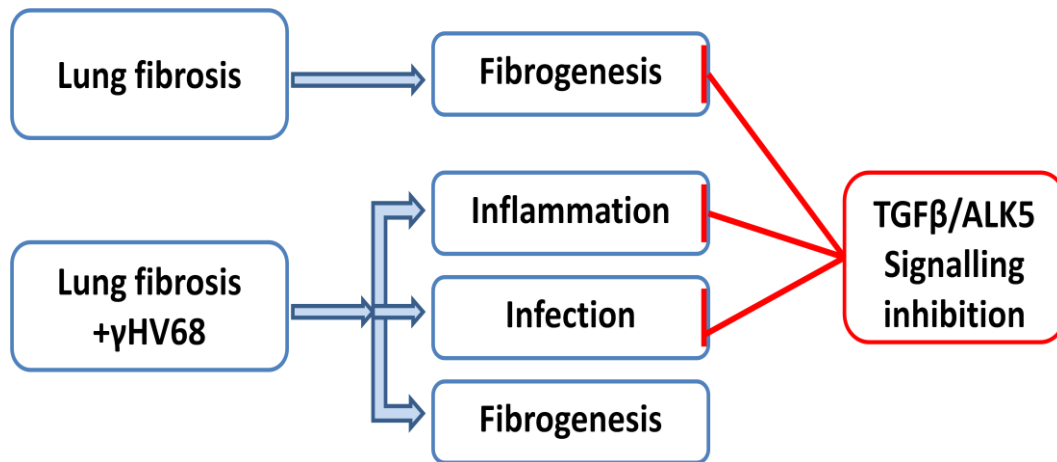 Lung fibrosis
Fibrogenesis
Inflammation
Lung fibrosis
+γHV68
Infection
Fibrogenesis
TGFβ/ALK5
Signalling
inhibition